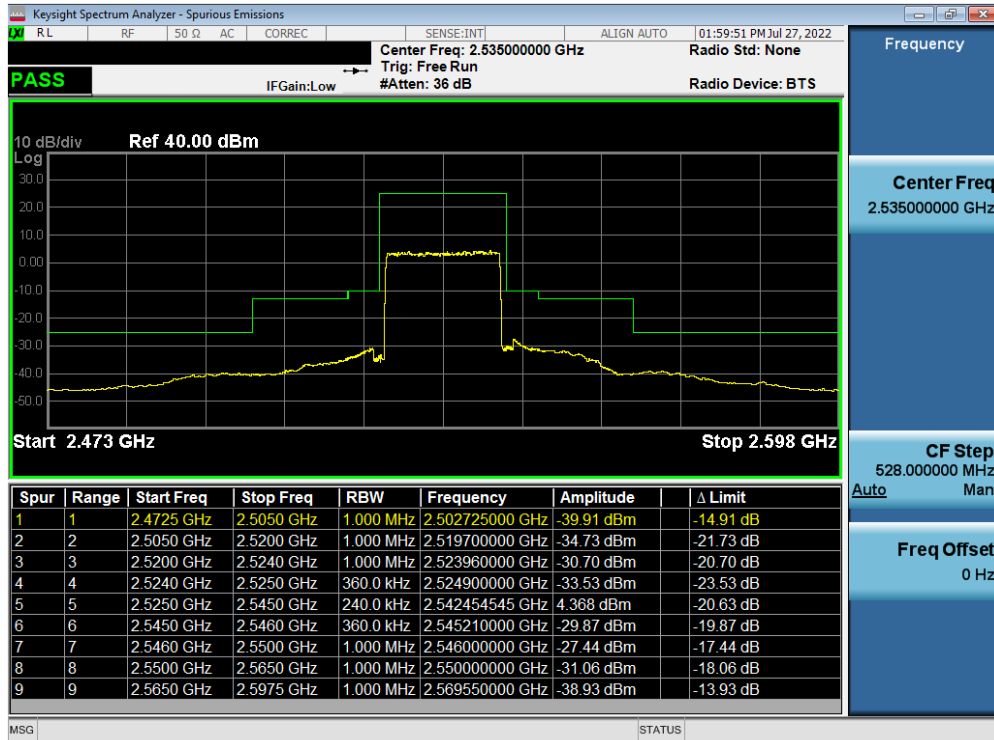 Keysight Spectrum Analyzer - Spurious Emissions
LXI RL RF 50 Ω AC CORREC SENSE:INT ALIGN AUTO 01:59:51 PM Jul 27, 2022
Center Freq: 2.535000000 GHz Radio Std: None
Trig: Free Run
PASS IFGain:Low #Atten: 36 dB Radio Device: BTS
10 dB/div Ref 40.00 dBm
Log
30.0
20.0
10.0
0.00
-10.0
-20.0
-30.0
-40.0
-50.0
Start 2.473 GHz Stop 2.598 GHz
Spur Range Start Freq Stop Freq RBW Frequency Amplitude Δ Limit
1 1 2.4725 GHz 2.5050 GHz 1.000 MHz 2.502725000 GHz -39.91 dBm -14.91 dB
2 2 2.5050 GHz 2.5200 GHz 1.000 MHz 2.519700000 GHz -34.73 dBm -21.73 dB
3 3 2.5200 GHz 2.5240 GHz 1.000 MHz 2.523960000 GHz -30.70 dBm -20.70 dB
4 4 2.5240 GHz 2.5250 GHz 360.0 kHz 2.524900000 GHz -33.53 dBm -23.53 dB
5 5 2.5250 GHz 2.5450 GHz 240.0 kHz 2.542454545 GHz 4.368 dBm -20.63 dB
6 6 2.5450 GHz 2.5460 GHz 360.0 kHz 2.545210000 GHz -29.87 dBm -19.87 dB
7 7 2.5460 GHz 2.5500 GHz 1.000 MHz 2.546000000 GHz -27.44 dBm -17.44 dB
8 8 2.5500 GHz 2.5650 GHz 1.000 MHz 2.550000000 GHz -31.06 dBm -18.06 dB
9 9 2.5650 GHz 2.5975 GHz 1.000 MHz 2.569550000 GHz -38.93 dBm -13.93 dB
MSG STATUS
Frequency
Center Freq
2.535000000 GHz
CF Step
528.000000 MHz
Auto Man
Freq Offset
0 Hz